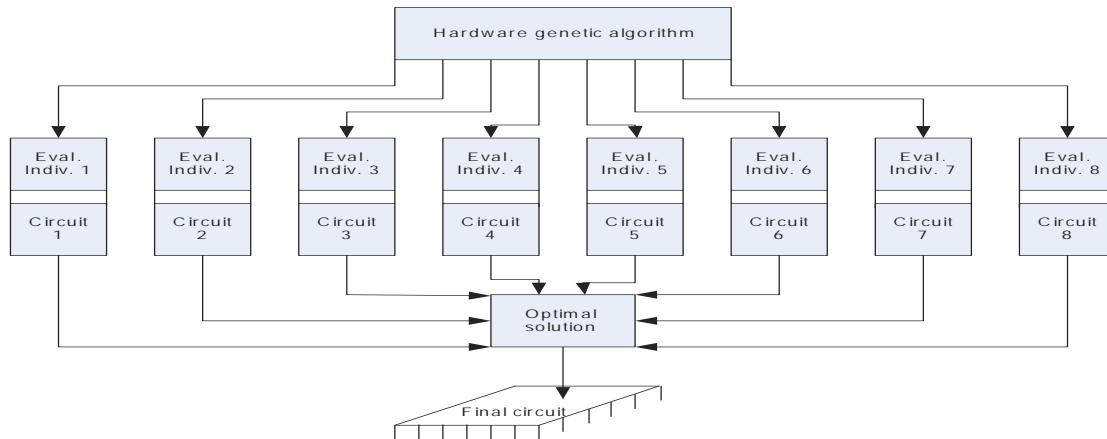 Hardware genetic algorithm
Eval.
Indiv. 1
Eval.
Indiv. 2
Eval.
Indiv. 3
Eval.
Indiv. 4
Eval.
Indiv. 5
Eval.
Indiv. 6
Eval.
Indiv. 7
Eval.
Indiv. 8
Circuit
1
Circuit
2
Circuit
3
Circuit
4
Circuit
5
Circuit
6
Circuit
7
Circuit
8
Optimal
solution
Final circuit